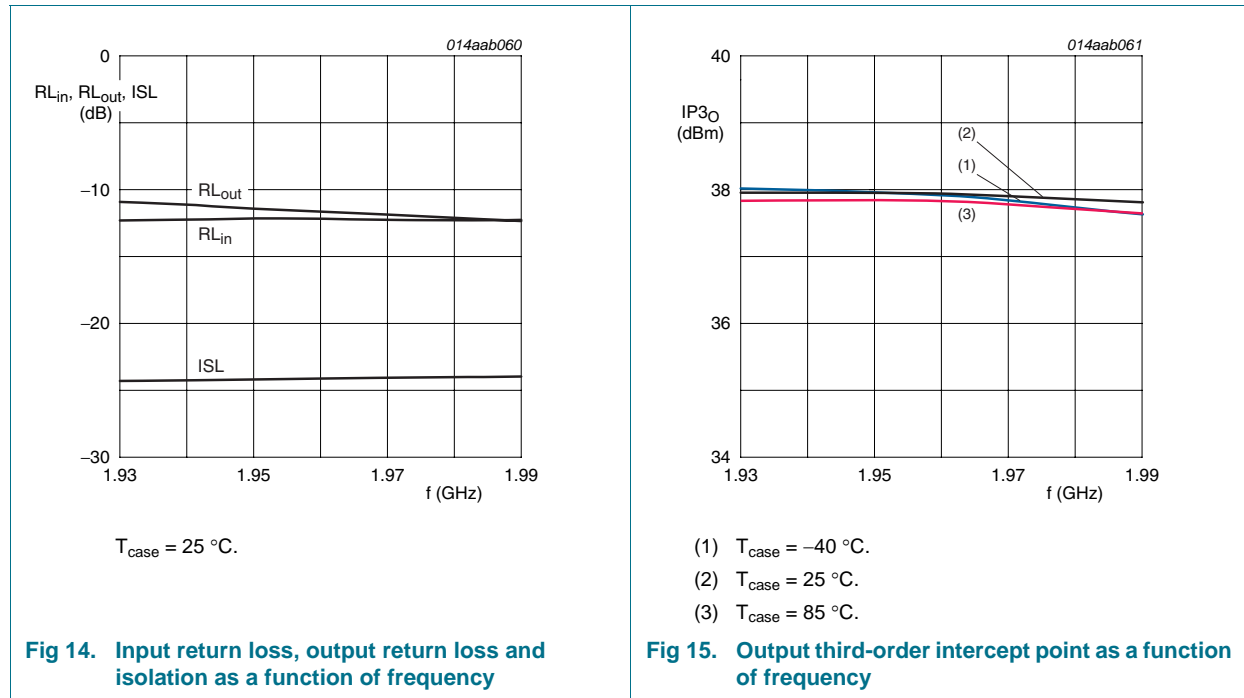 014aab060
0
RLin, RLout, ISL
(dB)
RLout
−10
RLin
−20
ISL
−30
1.93 1.95 1.97 1.99
f (GHz)
Tcase = 25 °C.
Fig 14. Input return loss, output return loss and
isolation as a function of frequency
014aab061
40
IP3O
(dBm)
(2)
(1)
38
(3)
36
34
1.93 1.95 1.97 1.99
f (GHz)
(1) Tcase = −40 °C.
(2) Tcase = 25 °C.
(3) Tcase = 85 °C.
Fig 15. Output third-order intercept point as a function
of frequency